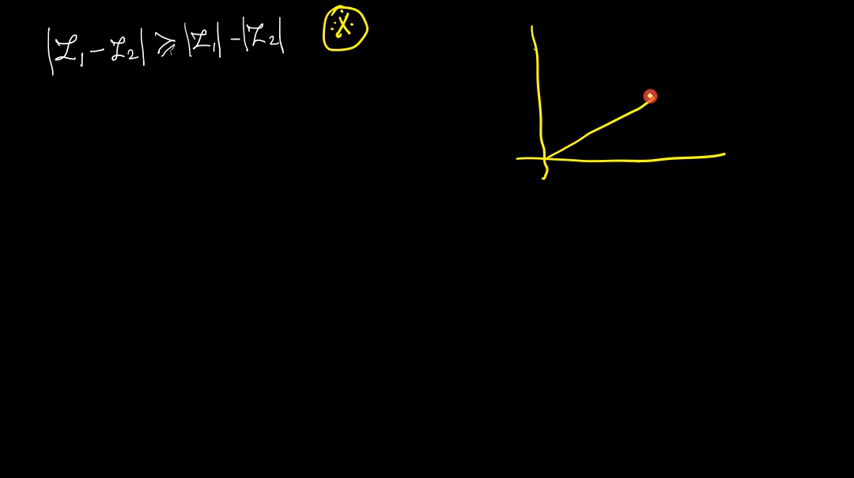 |Z₁ - Z₂| ⩾ |Z₁| - |Z₂| ※